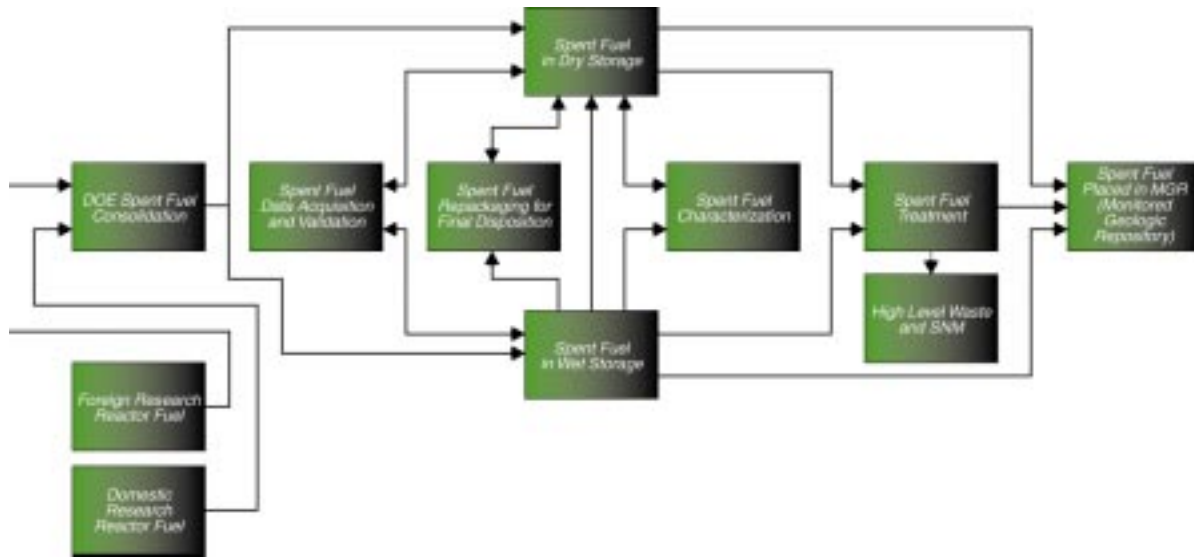 Spent Fuel
in Dry Storage
DOE Spent Fuel
Consolidation
Spent Fuel
Data Acquisition
and Validation
Spent Fuel
Repackaging for
Final Disposition
Spent Fuel
Characterization
Spent Fuel
Treatment
Spent Fuel
Placed in MGR
(Monitored
Geologic
Repository)
High Level Waste
and SNM
Spent Fuel
in Wet Storage
Foreign Research
Reactor Fuel
Domestic
Research
Reactor Fuel